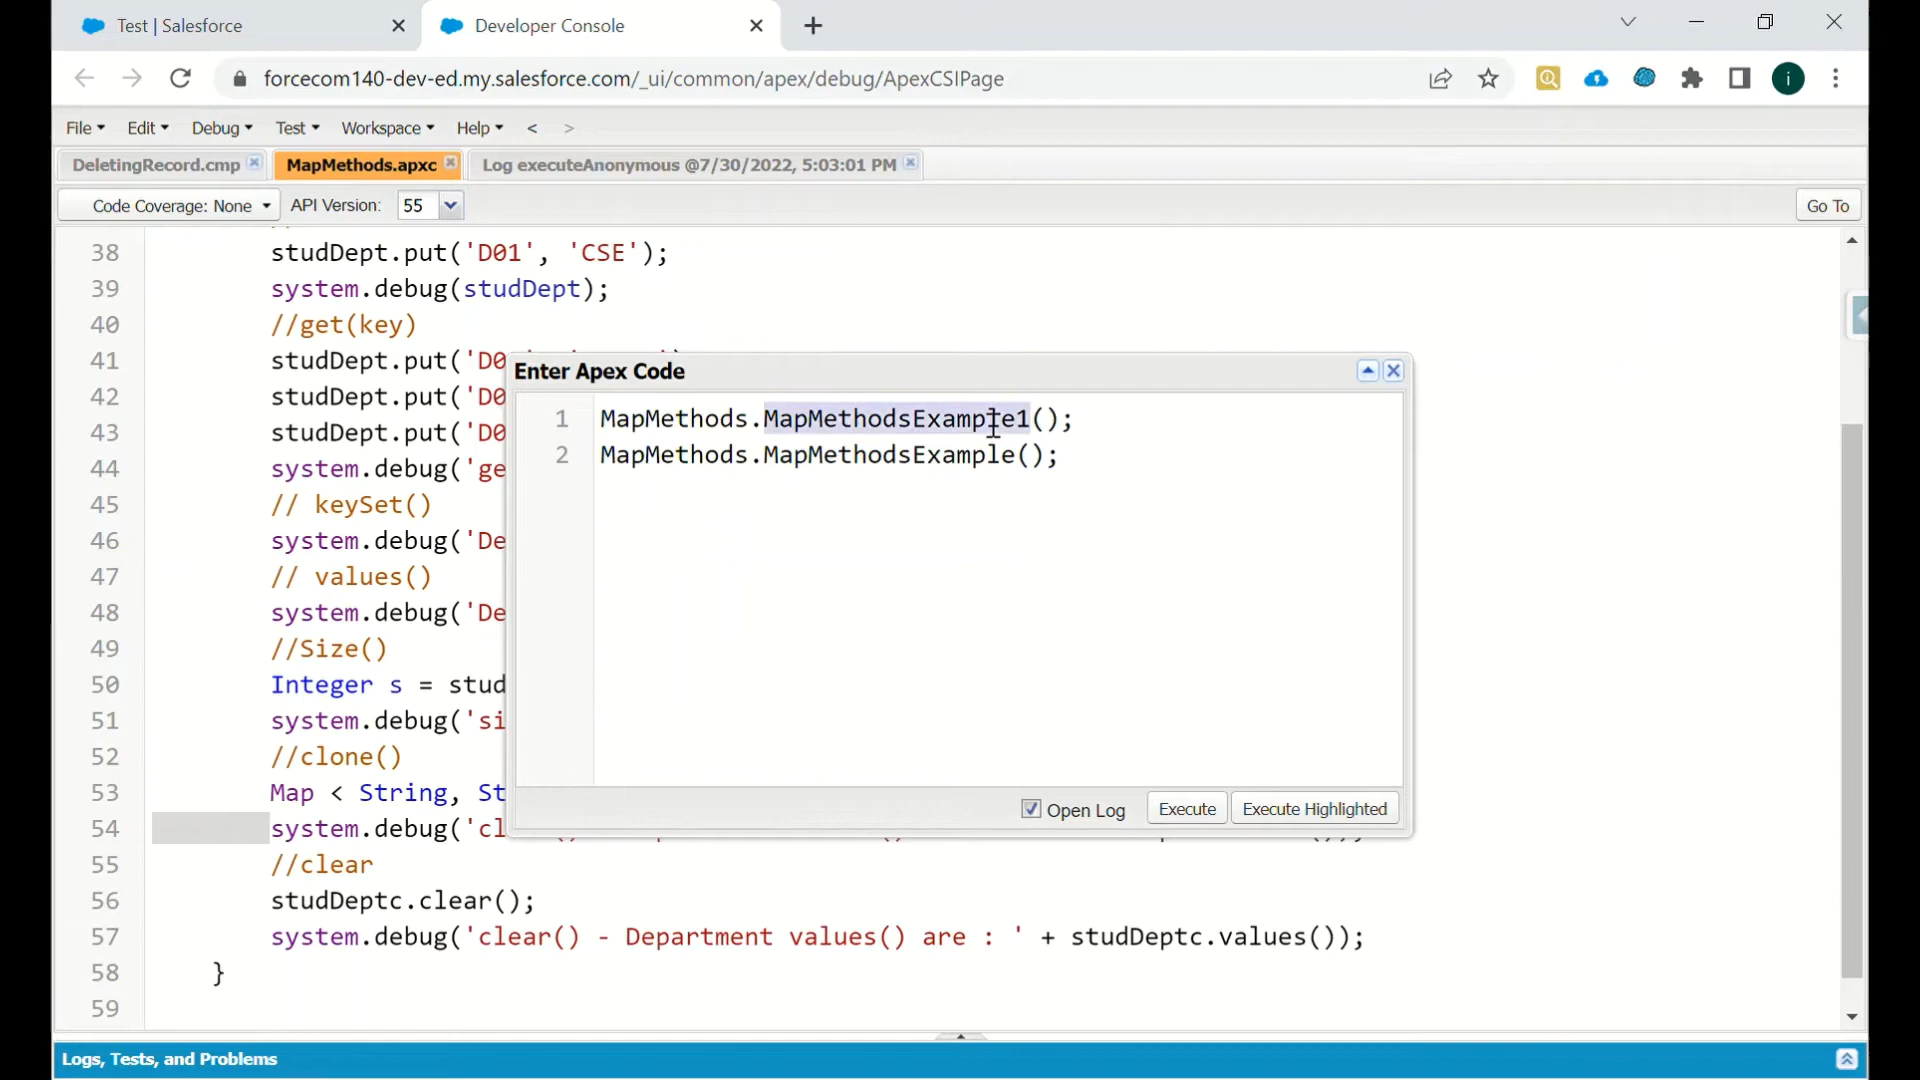 Test | Salesforce
Developer Console
forcecom140-dev-ed.my.salesforce.com/_ui/common/apex/debug/ApexCSIPage
i
File Edit Debug Test Workspace Help < >
DeletingRecord.cmp MapMethods.apxc Log executeAnonymous @7/30/2022, 5:03:01 PM
Code Coverage: None API Version: 55 Go To
38 studDept.put('D01', 'CSE');
39 system.debug(studDept);
40 //get(key)
41 studDept.put('D0
42 studDept.put('D0
43 studDept.put('D0
44 system.debug('ge
45 // keySet()
46 system.debug('De
47 // values()
48 system.debug('De
49 //Size()
50 Integer s = stud
51 system.debug('si
52 //clone()
53 Map < String, St
54 system.debug('cl
55 //clear
56 studDeptc.clear();
57 system.debug('clear() - Department values() are : ' + studDeptc.values());
58 }
59
Enter Apex Code
1 MapMethods.MapMethodsExample1();
2 MapMethods.MapMethodsExample();
Open Log Execute Execute Highlighted
Logs, Tests, and Problems